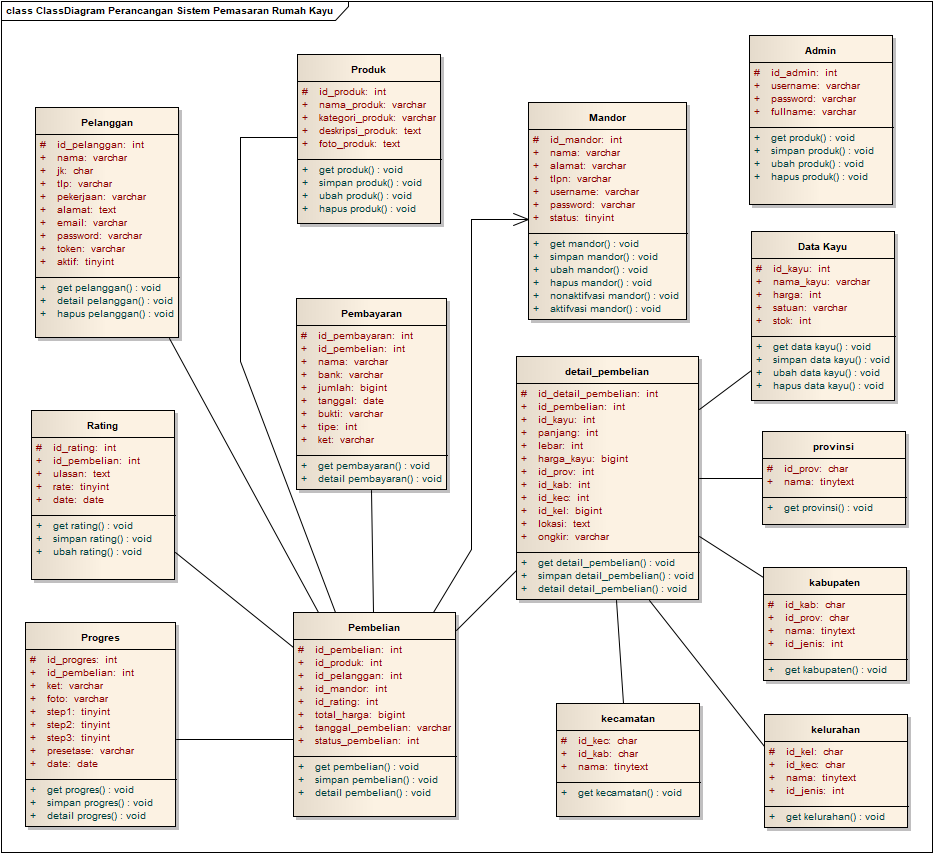 class ClassDiagram Perancangan Sistem Pemasaran Rumah Kayu
Produk
# id_produk: int
+ nama_produk: varchar
+ kategori_produk: varchar
+ deskripsi_produk: text
+ foto_produk: text
+ get produk() : void
+ simpan produk() : void
+ ubah produk() : void
+ hapus produk() : void
Admin
# id_admin: int
+ username: varchar
+ password: varchar
+ fullname: varchar
+ get produk() : void
+ simpan produk() : void
+ ubah produk() : void
+ hapus produk() : void
Pelanggan
# id_pelanggan: int
+ nama: varchar
+ jk: char
+ tlp: varchar
+ pekerjaan: varchar
+ alamat: text
+ email: varchar
+ password: varchar
+ token: varchar
+ aktif: tinyint
+ get pelanggan() : void
+ detail pelanggan() : void
+ hapus pelanggan() : void
Mandor
# id_mandor: int
+ nama: varchar
+ alamat: varchar
+ tlpn: varchar
+ username: varchar
+ password: varchar
+ status: tinyint
+ get mandor() : void
+ simpan mandor() : void
+ ubah mandor() : void
+ hapus mandor() : void
+ nonaktifvasi mandor() : void
+ aktifvasi mandor() : void
Data Kayu
# id_kayu: int
+ nama_kayu: varchar
+ harga: int
+ satuan: varchar
+ stok: int
+ get data kayu() : void
+ simpan data kayu() : void
+ ubah data kayu() : void
+ hapus data kayu() : void
Pembayaran
# id_pembayaran: int
+ id_pembelian: int
+ nama: varchar
+ bank: varchar
+ jumlah: bigint
+ tanggal: date
+ bukti: varchar
+ tipe: int
+ ket: varchar
+ get pembayaran() : void
+ detail pembayaran() : void
detail_pembelian
# id_detail_pembelian: int
+ id_pembelian: int
+ id_kayu: int
+ panjang: int
+ lebar: int
+ harga_kayu: bigint
+ id_prov: int
+ id_kab: int
+ id_kec: int
+ id_kel: bigint
+ lokasi: text
+ ongkir: varchar
+ get detail_pembelian() : void
+ simpan detail_pembelian() : void
+ detail detail_pembelian() : void
Rating
# id_rating: int
+ id_pembelian: int
+ ulasan: text
+ rate: tinyint
+ date: date
+ get rating() : void
+ simpan rating() : void
+ ubah rating() : void
provinsi
# id_prov: char
+ nama: tinytext
+ get provinsi() : void
kabupaten
# id_kab: char
+ id_prov: char
+ nama: tinytext
+ id_jenis: int
+ get kabupaten() : void
Pembelian
# id_pembelian: int
+ id_produk: int
+ id_pelanggan: int
+ id_mandor: int
+ id_rating: int
+ total_harga: bigint
+ tanggal_pembelian: varchar
+ status_pembelian: int
+ get pembelian() : void
+ simpan pembelian() : void
+ detail pembelian() : void
Progres
# id_progres: int
+ id_pembelian: int
+ ket: varchar
+ foto: varchar
+ step1: tinyint
+ step2: tinyint
+ step3: tinyint
+ presetase: varchar
+ date: date
+ get progres() : void
+ simpan progres() : void
+ detail progres() : void
kecamatan
# id_kec: char
+ id_kab: char
+ nama: tinytext
+ get kecamatan() : void
kelurahan
# id_kel: char
+ id_kec: char
+ nama: tinytext
+ id_jenis: int
+ get kelurahan() : void